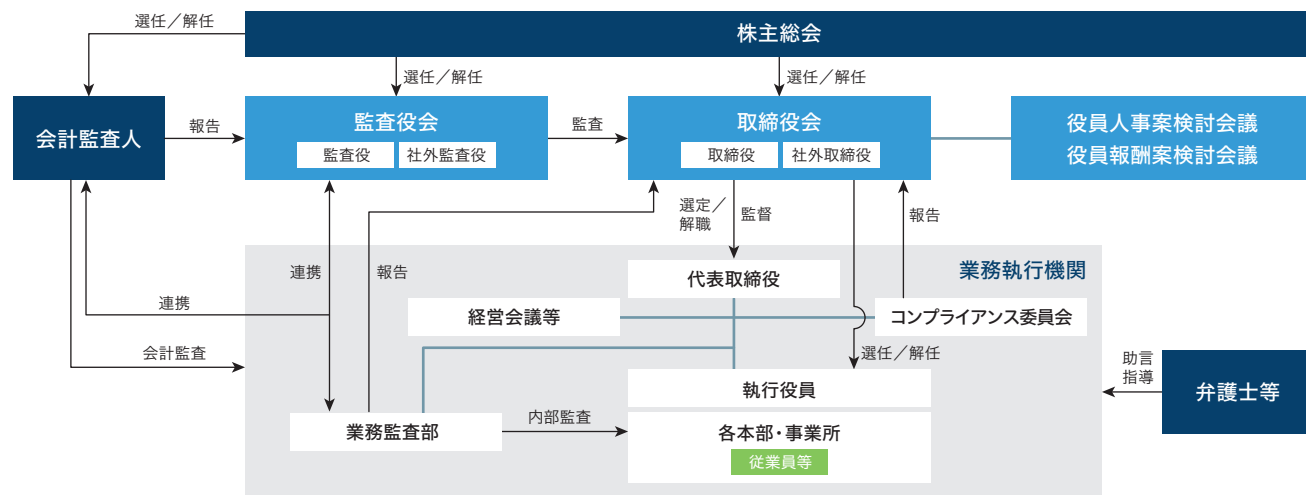 選任／解任
株主総会
選任／解任
選任／解任
会計監査人
報告
監査役会
監査役
社外監査役
監査
取締役会
取締役
社外取締役
役員人事案検討会議
役員報酬案検討会議
選定／
解職
監督
報告
連携
報告
連携
業務執行機関
代表取締役
経営会議等
コンプライアンス委員会
会計監査
選任／解任
助言
指導
弁護士等
執行役員
業務監査部
内部監査
各本部・事業所
従業員等